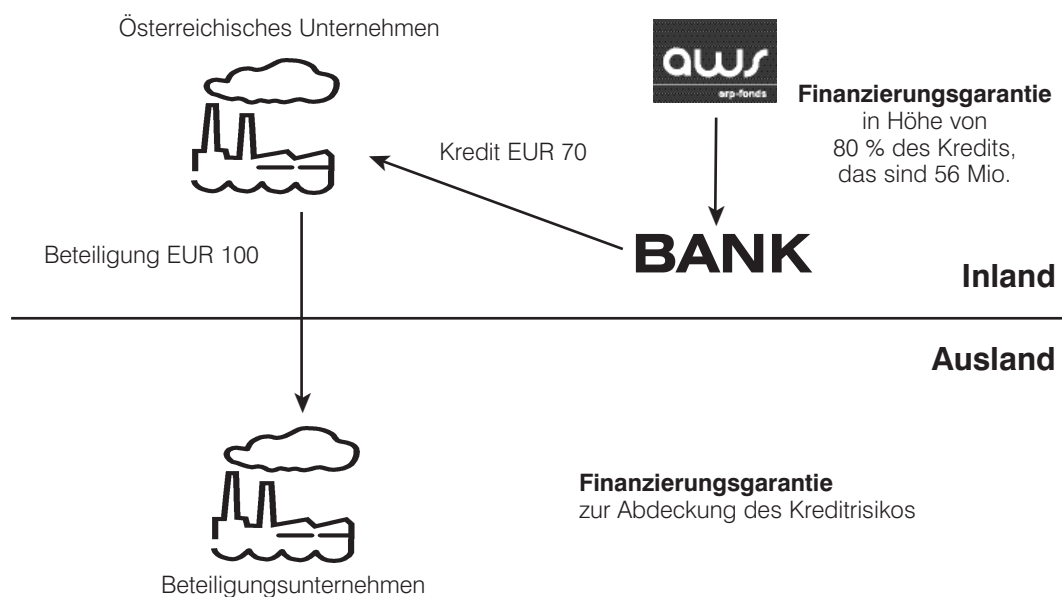 Österreichisches Unternehmen
aws
erp-fonds
Finanzierungsgarantie
in Höhe von
80 % des Kredits,
das sind 56 Mio.
Kredit EUR 70
BANK
Beteiligung EUR 100
Inland
Ausland
Finanzierungsgarantie
zur Abdeckung des Kreditrisikos
Beteiligungsunternehmen